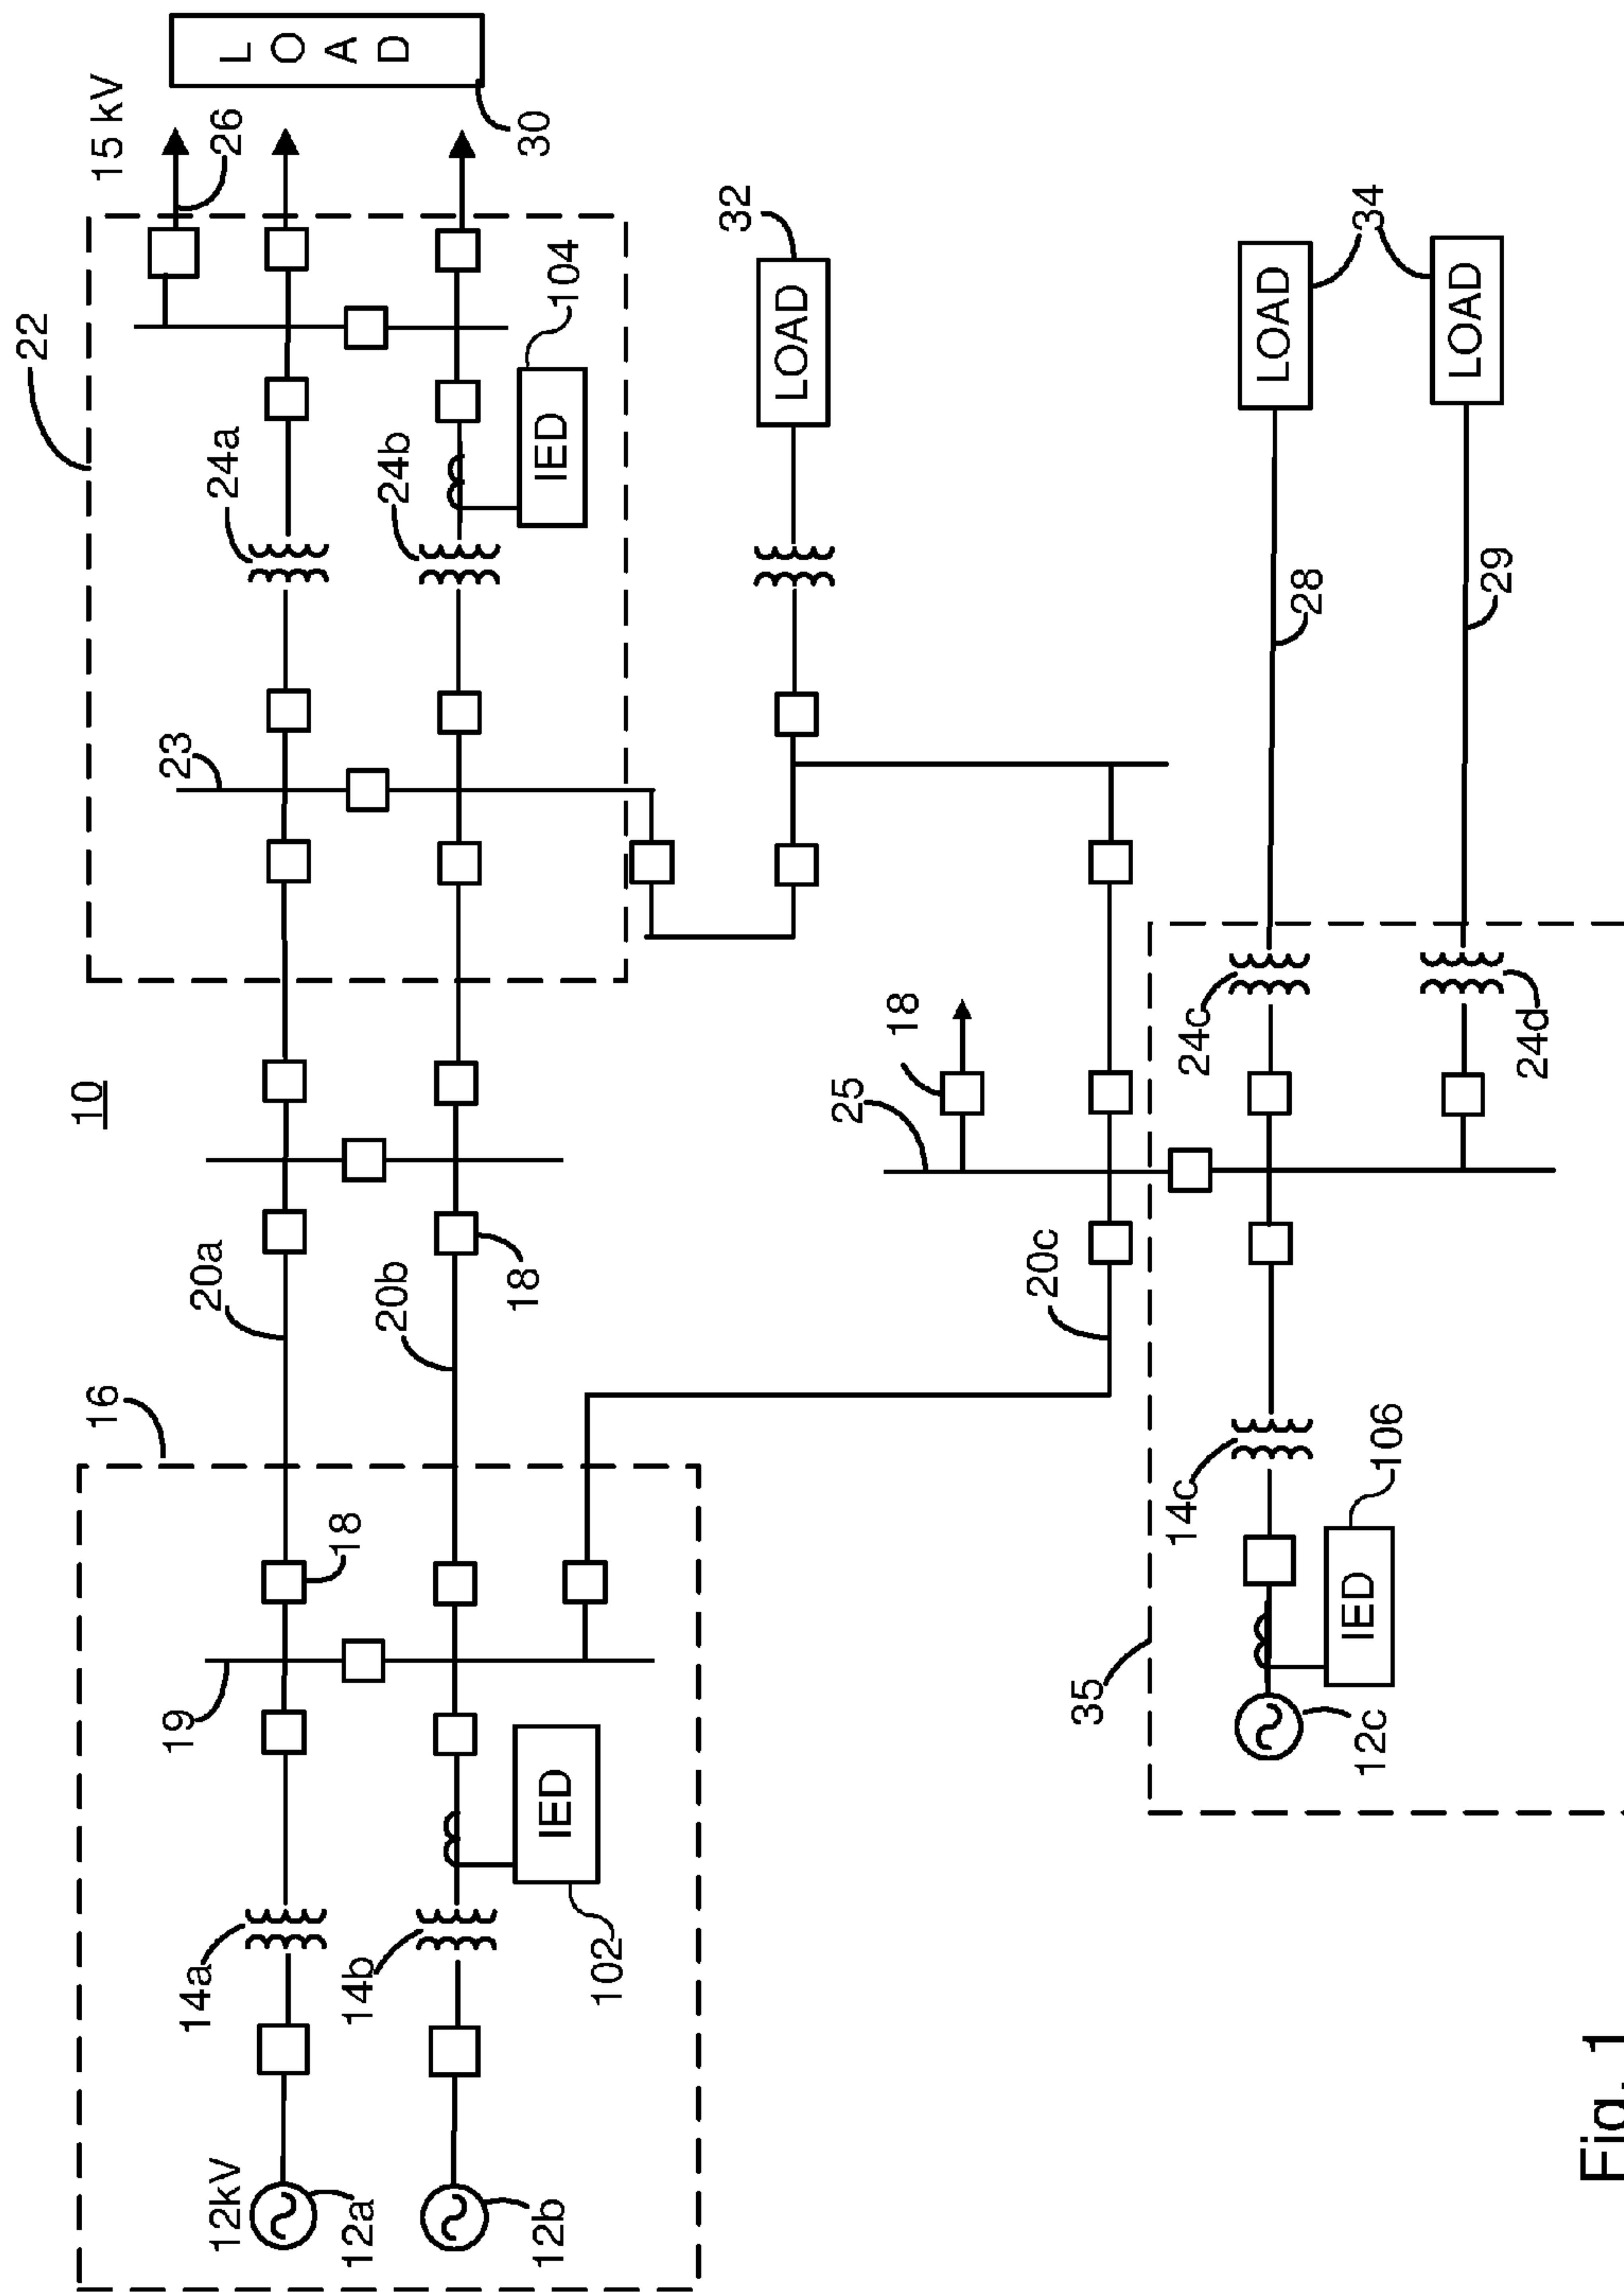 10
22
15 kV
26
LOAD
30
24a
24b
IED
104
23
32
LOAD
16
20a
20b
18
18
19
14a
14b
IED
102
12kV
12a
12b
25
18
20c
24c
24d
28
29
LOAD
LOAD
34
35
14c
IED
106
12c
Fig. 1